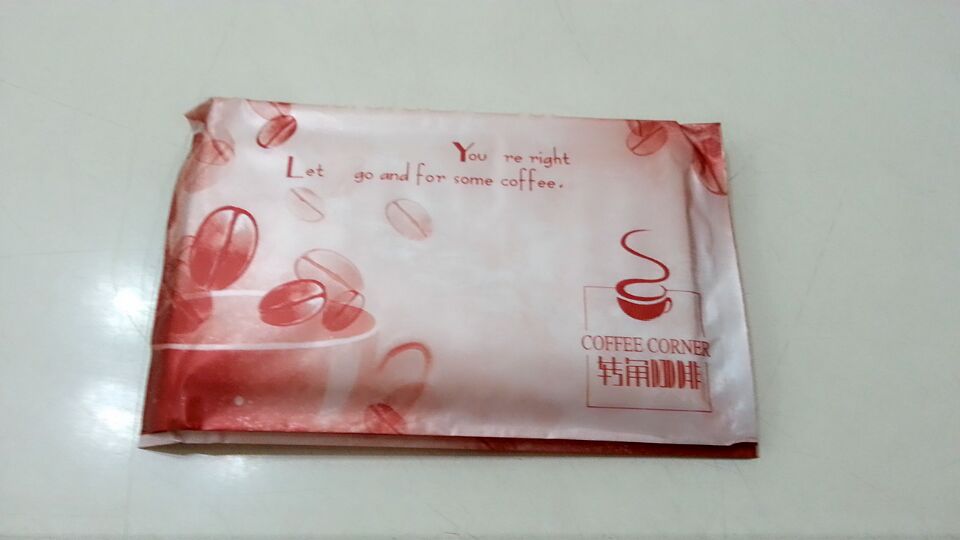 You re right
Let go and for some coffee.
COFFEE CORNER
转角咖啡